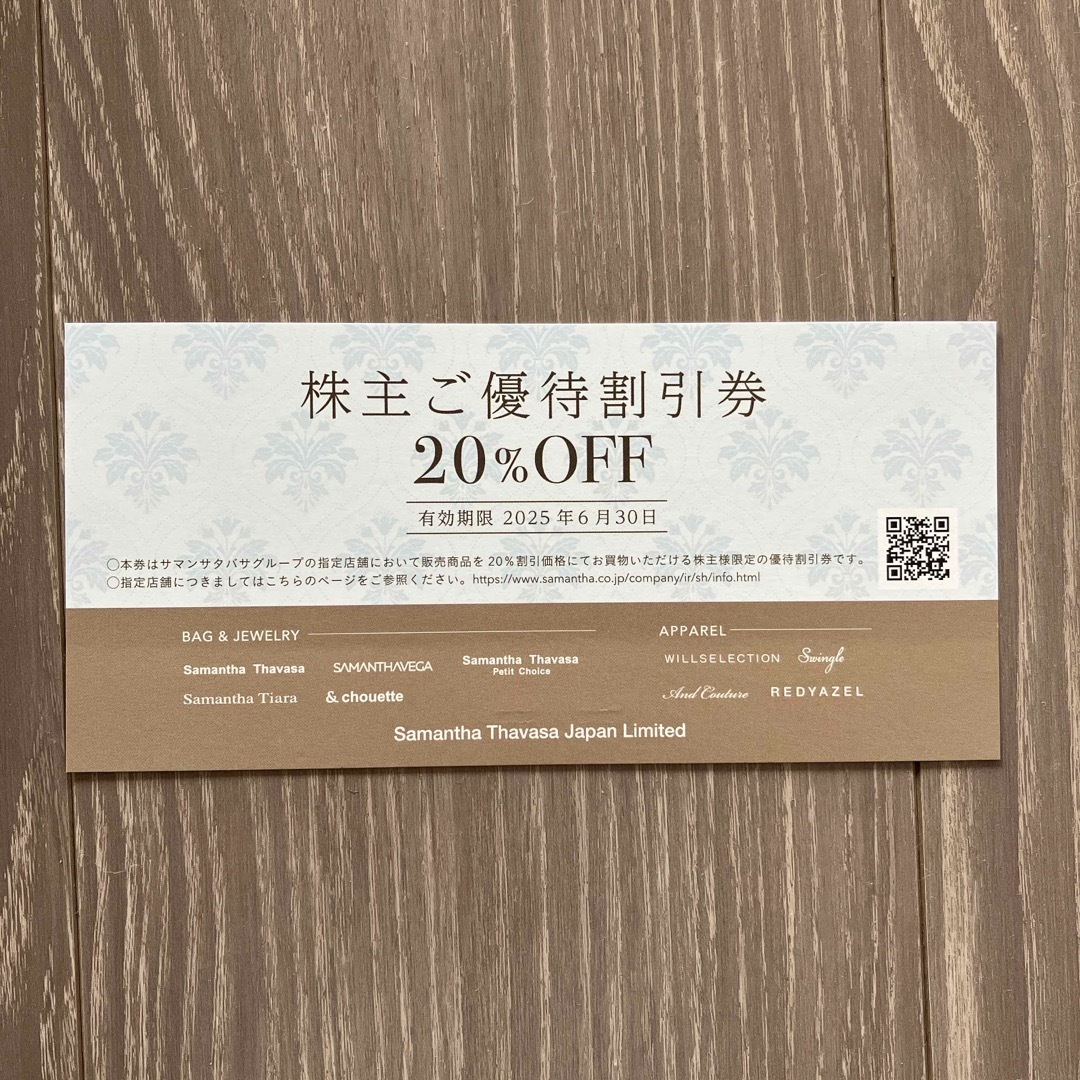 株主ご優待割引券
20%OFF
有効期限 2025年6月30日
○本券はサマンサタバサグループの指定店舗において販売商品を20%割引価格にてお買物いただける株主様限定の優待割引券です。
○指定店舗につきましてはこちらのページをご参照ください。https://www.samantha.co.jp/company/ir/sh/info.html
BAG & JEWELRY
Samantha Thavasa SAMANTHAVEGA Samantha Thavasa
Petit Choice
Samantha Tiara & chouette
APPAREL
WILLSELECTION Swingle
And Couture REDYAZEL
Samantha Thavasa Japan Limited